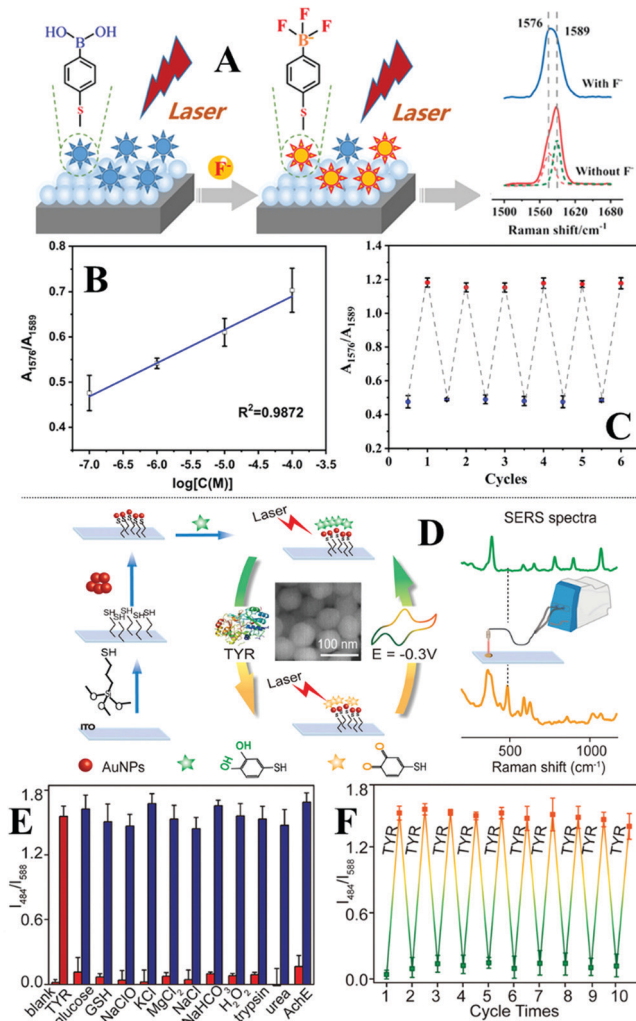 A
HO
OH
B
S
Laser
F⁻
F
F
F
B⁻
S
Laser
1576
1589
With F⁻
Without F⁻
1500
1560
1620
1680
Raman shift/cm⁻¹
B
A1576/A1589
0.8
0.7
0.6
0.5
0.4
R²=0.9872
-7.0
-6.5
-6.0
-5.5
-5.0
-4.5
-4.0
log[C(M)]
C
A1576/A1589
1.4
1.2
1.0
0.8
0.6
0.4
0
1
2
3
4
5
6
Cycles
D
SH
SH
SH
SH
SH
SH
Si
O
O
O
ITO
S
S
S
S
S
Laser
TYR
100 nm
E = -0.3V
Laser
AuNPs
OH
OH
SH
O
O
SH
SERS spectra
500
1000
Raman shift (cm⁻¹)
E
I484/I588
1.8
1.2
0.6
0.0
blank
TYR
glucose
GSH
NaClO
KCl
MgCl2
NaCl
NaHCO3
H2O2
trypsin
urea
AchE
F
I484/I588
1.8
1.2
0.6
0.0
TYR
TYR
TYR
TYR
TYR
TYR
TYR
TYR
TYR
TYR
1
2
3
4
5
6
7
8
9
10
Cycle Times